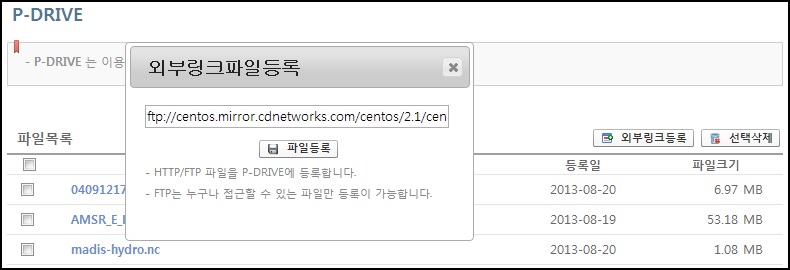 P-DRIVE
- P-DRIVE 는 이용
외부링크파일등록
ftp://centos.mirror.cdnetworks.com/centos/2.1/cen
파일등록
- HTTP/FTP 파일을 P-DRIVE에 등록합니다.
- FTP는 누구나 접근할 수 있는 파일만 등록이 가능합니다.
파일목록
외부링크등록 선택삭제
등록일 파일크기
04091217 2013-08-20 6.97 MB
AMSR_E_ 2013-08-19 53.18 MB
madis-hydro.nc 2013-08-20 1.08 MB